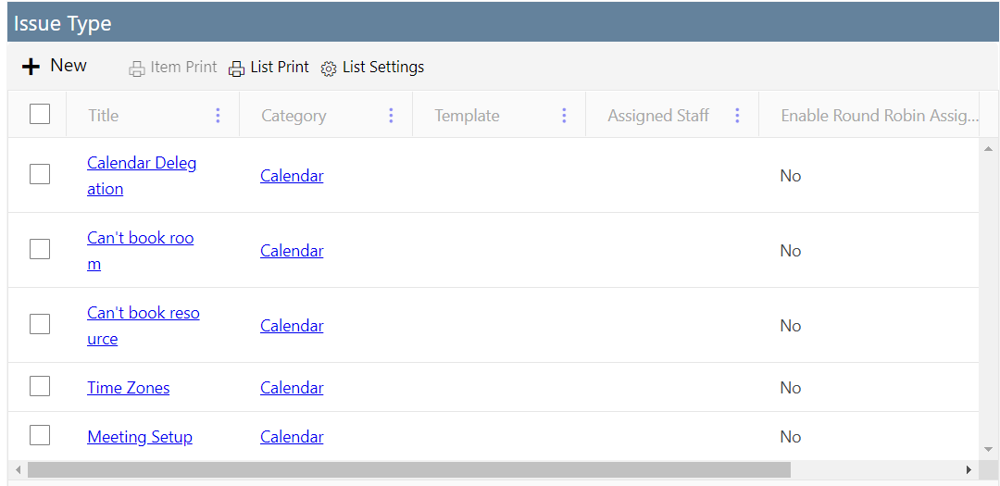 Issue Type
New Item Print List Print List Settings
Title Category Template Assigned Staff Enable Round Robin Assig...
Calendar Deleg
ation
Calendar No
Can't book roo
m
Calendar No
Can't book reso
urce
Calendar No
Time Zones Calendar No
Meeting Setup Calendar No